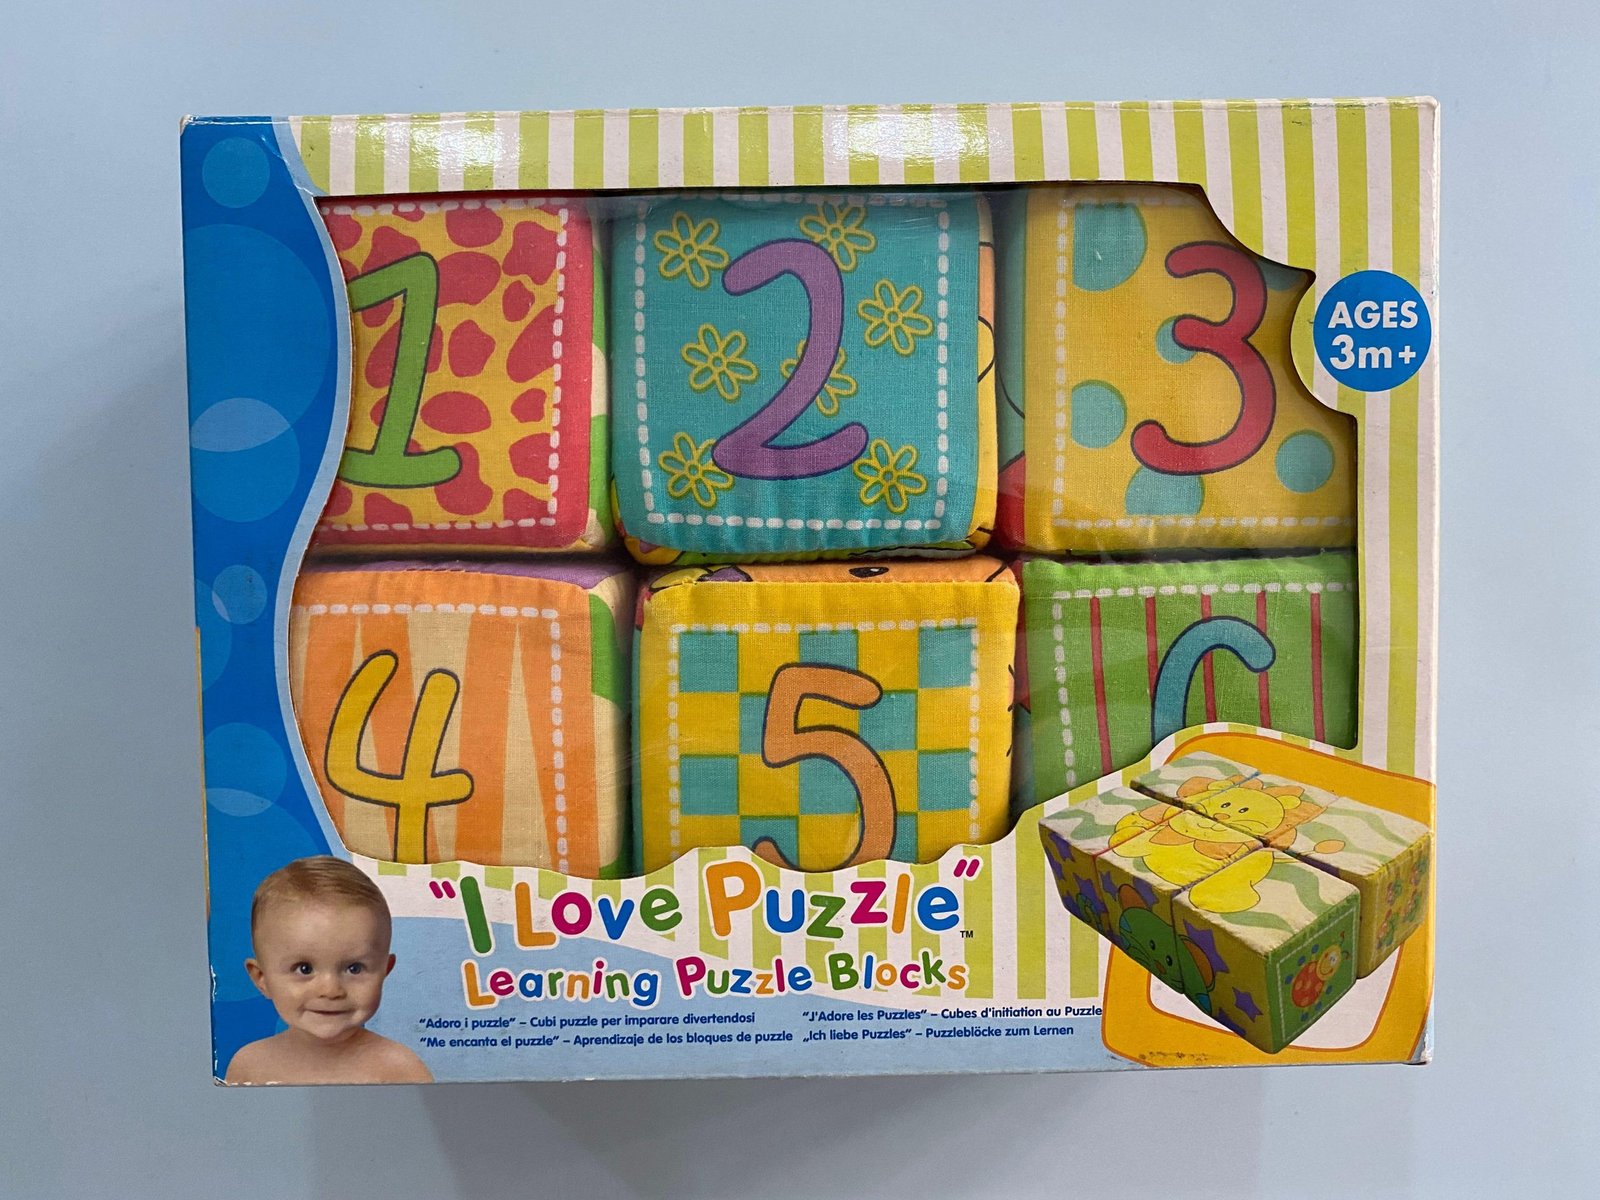 1 2 3
AGES
3m+
4 5
"I Love Puzzle"™
Learning Puzzle Blocks
"Adoro i puzzle" – Cubi puzzle per imparare divertendosi
"J'Adore les Puzzles" – Cubes d'initiation au Puzzle
"Me encanta el puzzle" – Aprendizaje de los bloques de puzzle
„Ich liebe Puzzles" – Puzzleblöcke zum Lernen